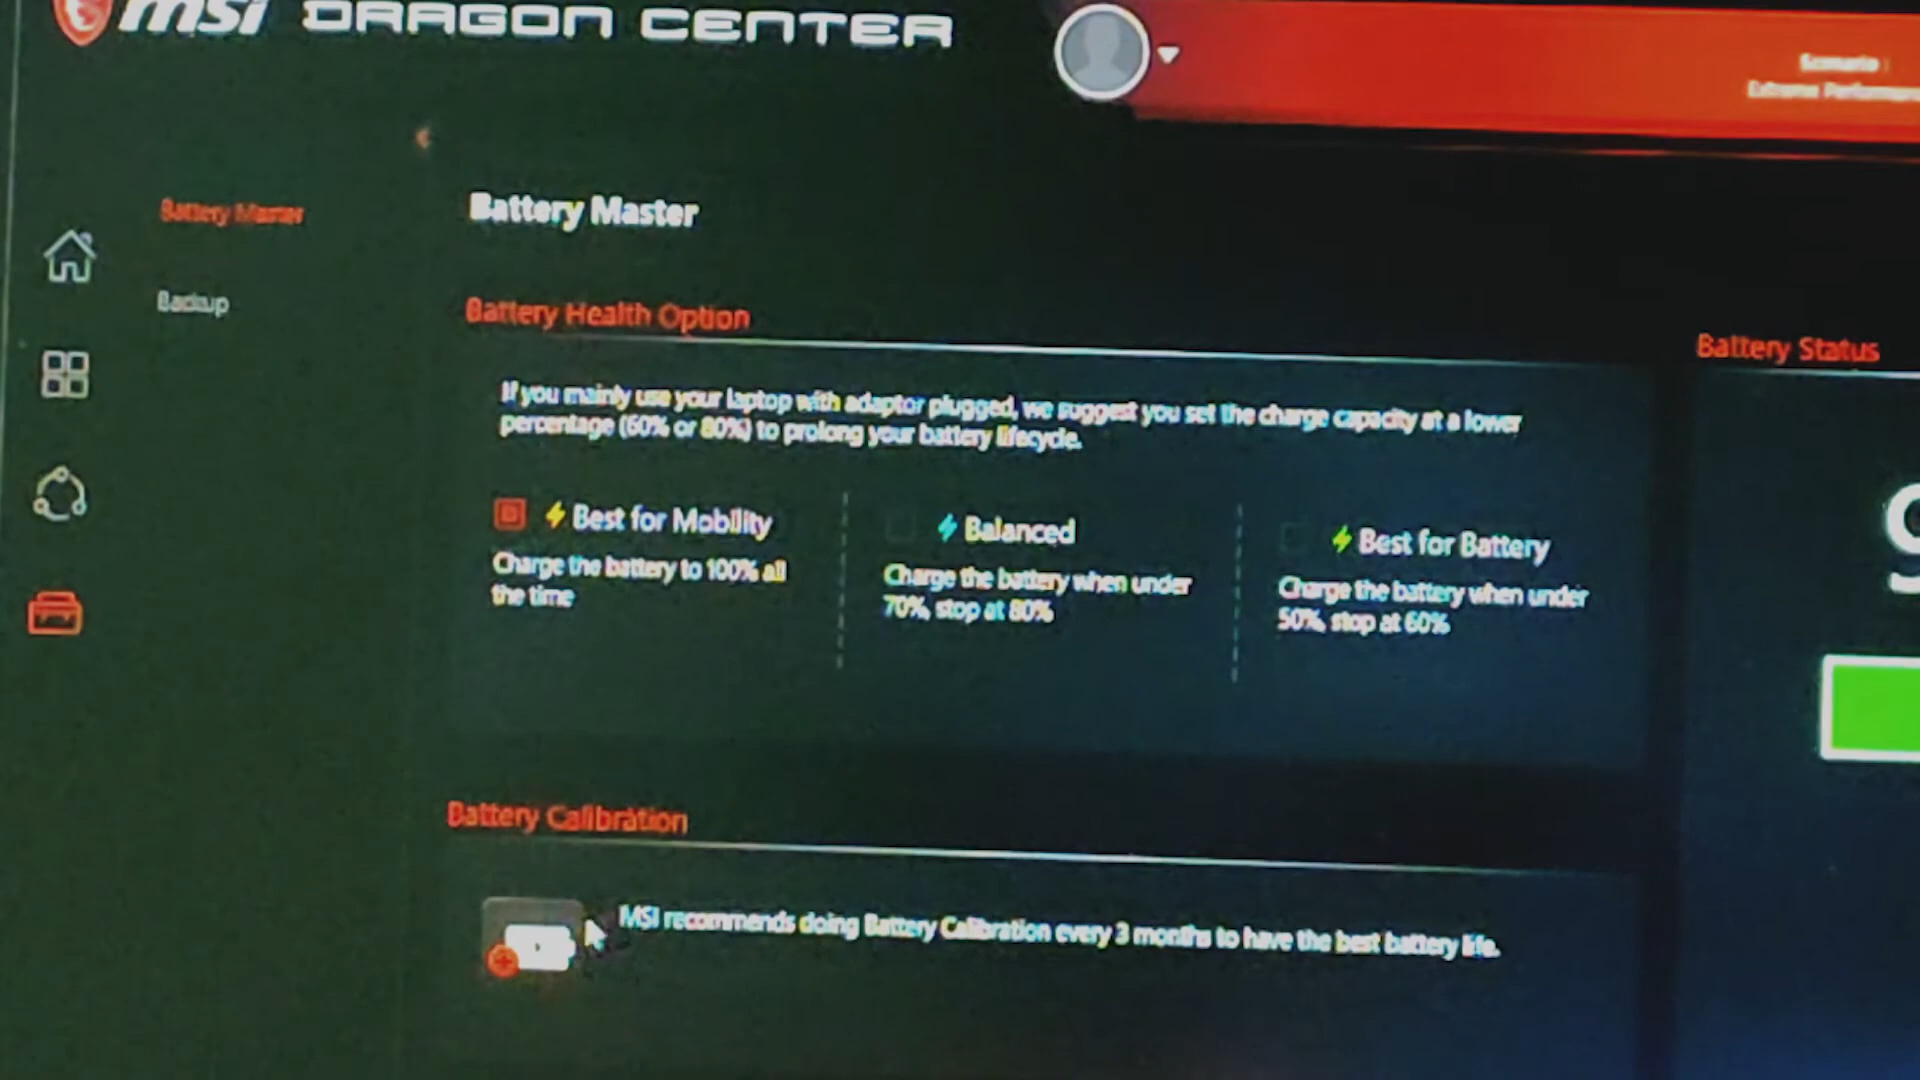 msi DRAGON CENTER
Scenario :
Extreme Performance
Battery Master
Backup
Battery Master
Battery Health Option
If you mainly use your laptop with adaptor plugged, we suggest you set the charge capacity at a lower
percentage (60% or 80%) to prolong your battery lifecycle.
Best for Mobility
Charge the battery to 100% all
the time
Balanced
Charge the battery when under
70%, stop at 80%
Best for Battery
Charge the battery when under
50%, stop at 60%
Battery Status
Battery Calibration
MSI recommends doing Battery Calibration every 3 months to have the best battery life.